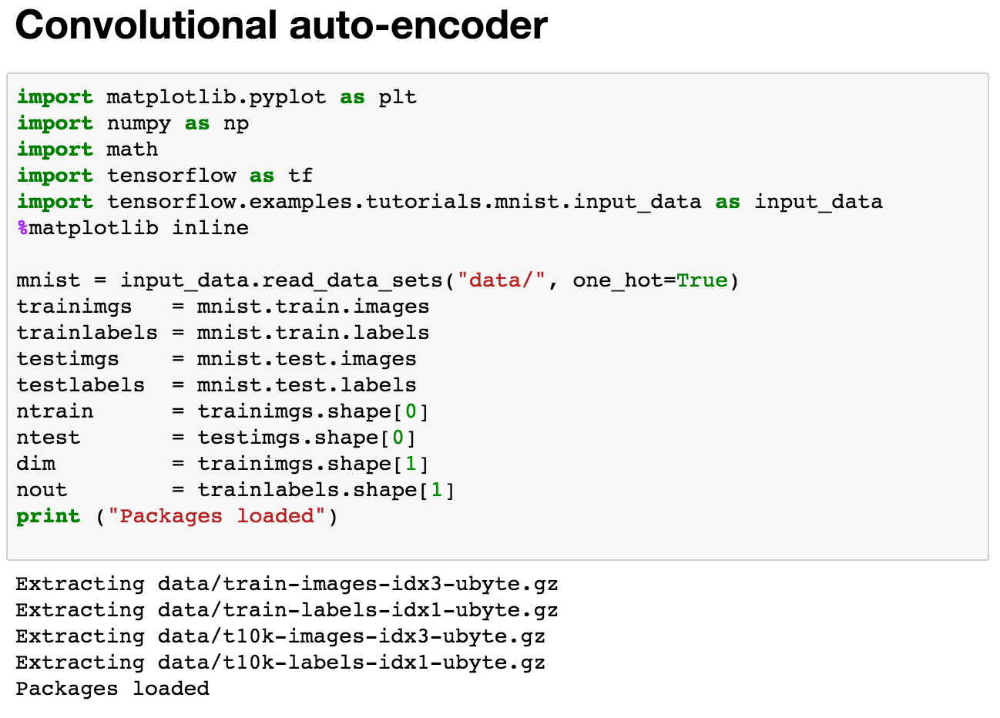 Convolutional auto-encoder
import matplotlib.pyplot as plt
import numpy as np
import math
import tensorflow as tf
import tensorflow.examples.tutorials.mnist.input_data as input_data
%matplotlib inline
mnist = input_data.read_data_sets("data/", one_hot=True)
trainimgs   = mnist.train.images
trainlabels = mnist.train.labels
testimgs    = mnist.test.images
testlabels  = mnist.test.labels
ntrain      = trainimgs.shape[0]
ntest       = testimgs.shape[0]
dim         = trainimgs.shape[1]
nout        = trainlabels.shape[1]
print ("Packages loaded")
Extracting data/train-images-idx3-ubyte.gz
Extracting data/train-labels-idx1-ubyte.gz
Extracting data/t10k-images-idx3-ubyte.gz
Extracting data/t10k-labels-idx1-ubyte.gz
Packages loaded